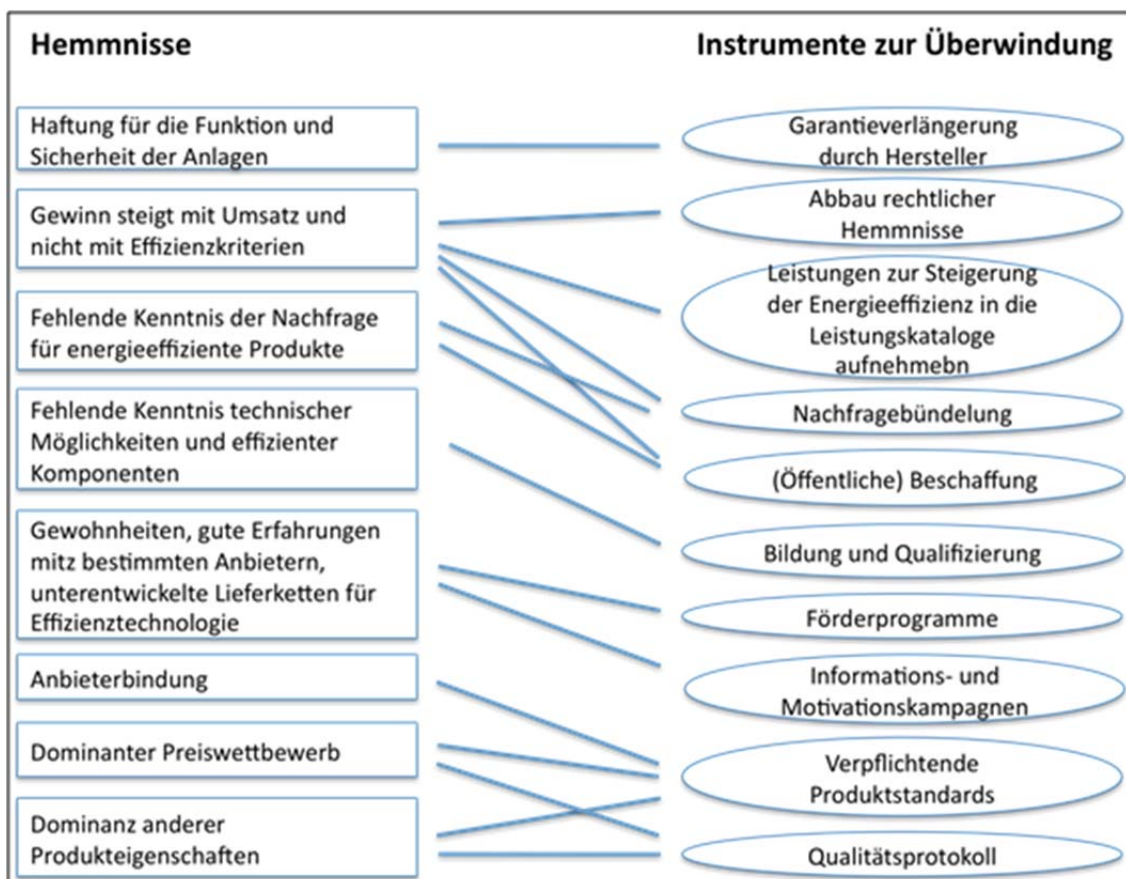 Hemmnisse
Instrumente zur Überwindung
Haftung für die Funktion und
Sicherheit der Anlagen
Gewinn steigt mit Umsatz und
nicht mit Effizienzkriterien
Fehlende Kenntnis der Nachfrage
für energieeffiziente Produkte
Fehlende Kenntnis technischer
Möglichkeiten und effizienter
Komponenten
Gewohnheiten, gute Erfahrungen
mitz bestimmten Anbietern,
unterentwickelte Lieferketten für
Effizienztechnologie
Anbieterbindung
Dominanter Preiswettbewerb
Dominanz anderer
Produkteigenschaften
Garantieverlängerung
durch Hersteller
Abbau rechtlicher
Hemmnisse
Leistungen zur Steigerung
der Energieeffizienz in die
Leistungskataloge
aufnehmebn
Nachfragebündelung
(Öffentliche) Beschaffung
Bildung und Qualifizierung
Förderprogramme
Informations- und
Motivationskampagnen
Verpflichtende
Produktstandards
Qualitätsprotokoll